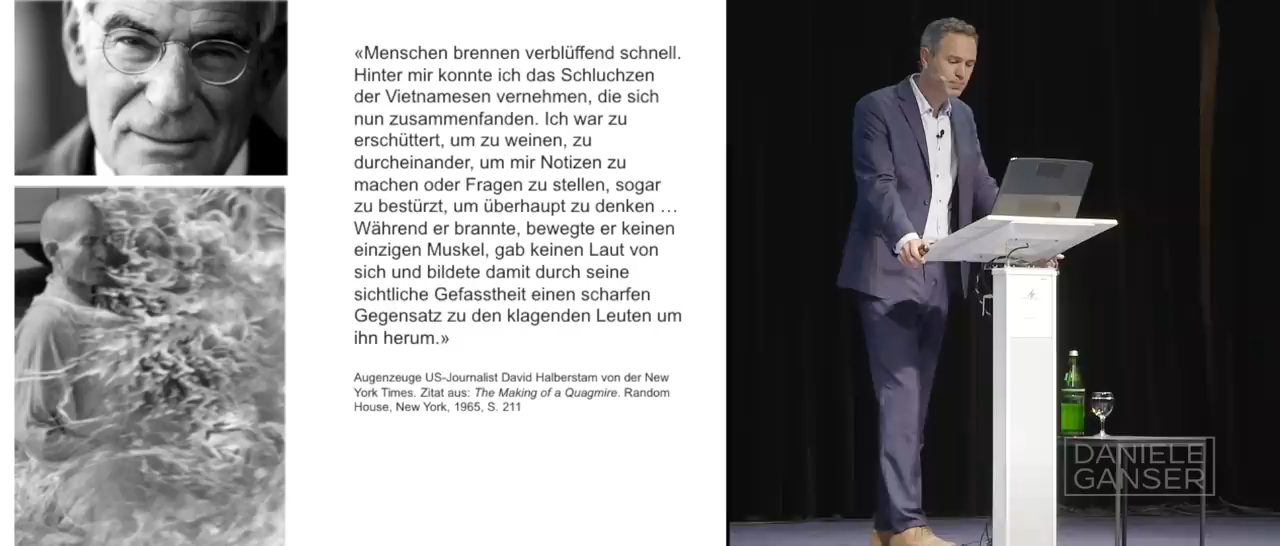 «Menschen brennen verblüffend schnell.
Hinter mir konnte ich das Schluchzen
der Vietnamesen vernehmen, die sich
nun zusammenfanden. Ich war zu
erschüttert, um zu weinen, zu
durcheinander, um mir Notizen zu
machen oder Fragen zu stellen, sogar
zu bestürzt, um überhaupt zu denken …
Während er brannte, bewegte er keinen
einzigen Muskel, gab keinen Laut von
sich und bildete damit durch seine
sichtliche Gefasstheit einen scharfen
Gegensatz zu den klagenden Leuten um
ihn herum.»
Augenzeuge US-Journalist David Halberstam von der New
York Times. Zitat aus: The Making of a Quagmire. Random
House, New York, 1965, S. 211
DANIELE
GANSER